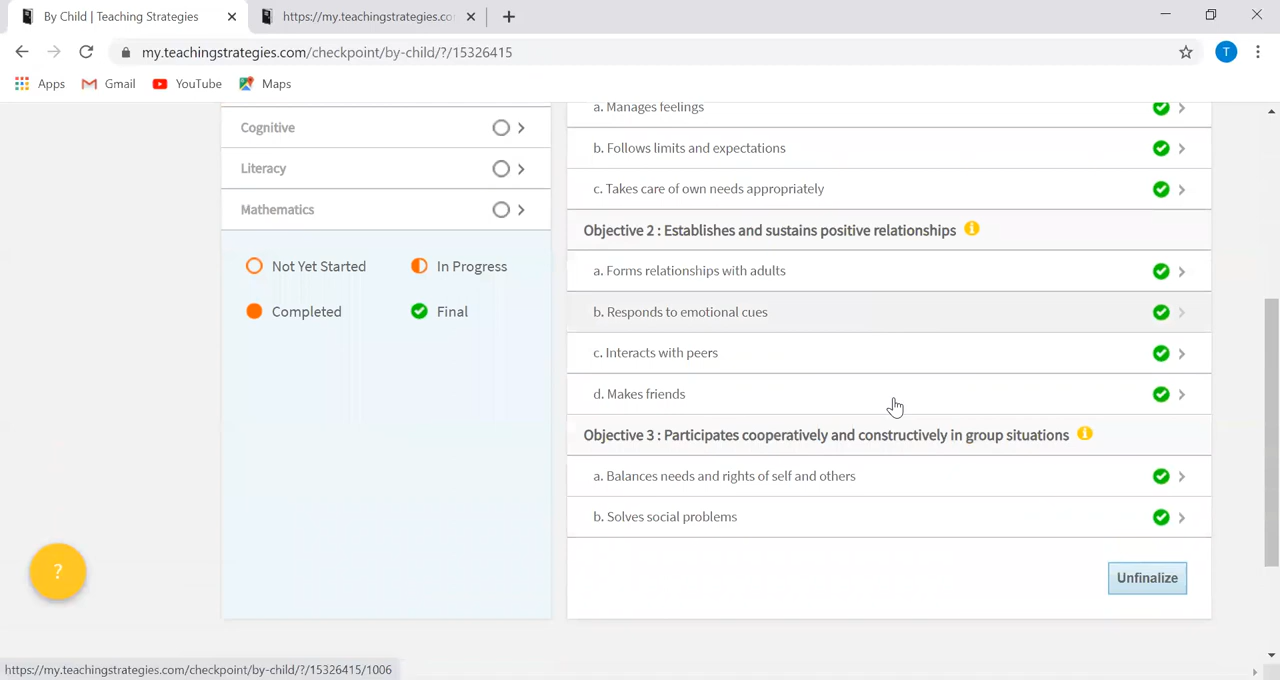 By Child | Teaching Strategies
https://my.teachingstrategies.co
my.teachingstrategies.com/checkpoint/by-child/?/15326415
T
Apps
Gmail
YouTube
Maps
Cognitive
Literacy
Mathematics
Not Yet Started
In Progress
Completed
Final
a. Manages feelings
b. Follows limits and expectations
c. Takes care of own needs appropriately
Objective 2 : Establishes and sustains positive relationships
a. Forms relationships with adults
b. Responds to emotional cues
c. Interacts with peers
d. Makes friends
Objective 3 : Participates cooperatively and constructively in group situations
a. Balances needs and rights of self and others
b. Solves social problems
Unfinalize
?
https://my.teachingstrategies.com/checkpoint/by-child/?/15326415/1006